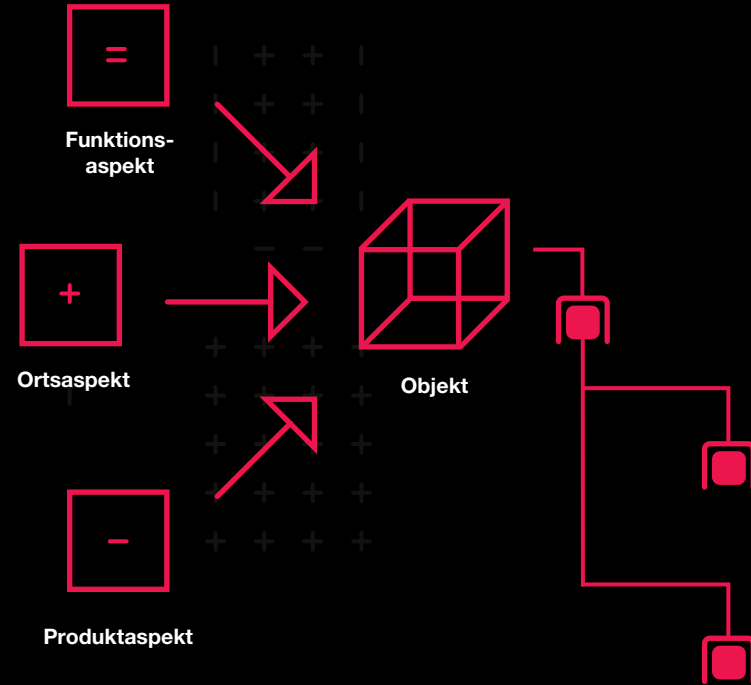 =
Funktions-
aspekt
+
Ortsaspekt
Objekt
-
Produktaspekt